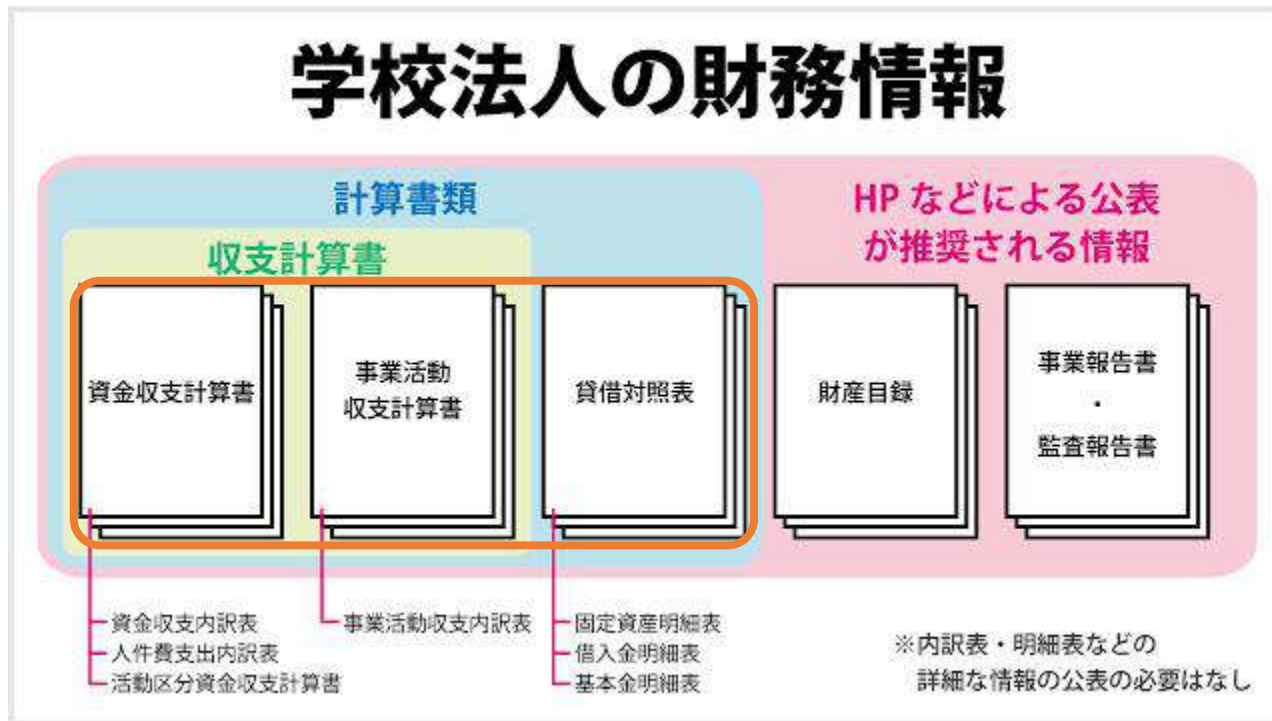 学校法人の財務情報
計算書類
HP などによる公表
が推奨される情報
収支計算書
資金収支計算書
事業活動
収支計算書
貸借対照表
財産目録
事業報告書
・
監査報告書
資金収支内訳表
人件費支出内訳表
活動区分資金収支計算書
事業活動収支内訳表
固定資産明細表
借入金明細表
基本金明細表
※内訳表・明細表などの
詳細な情報の公表の必要はなし